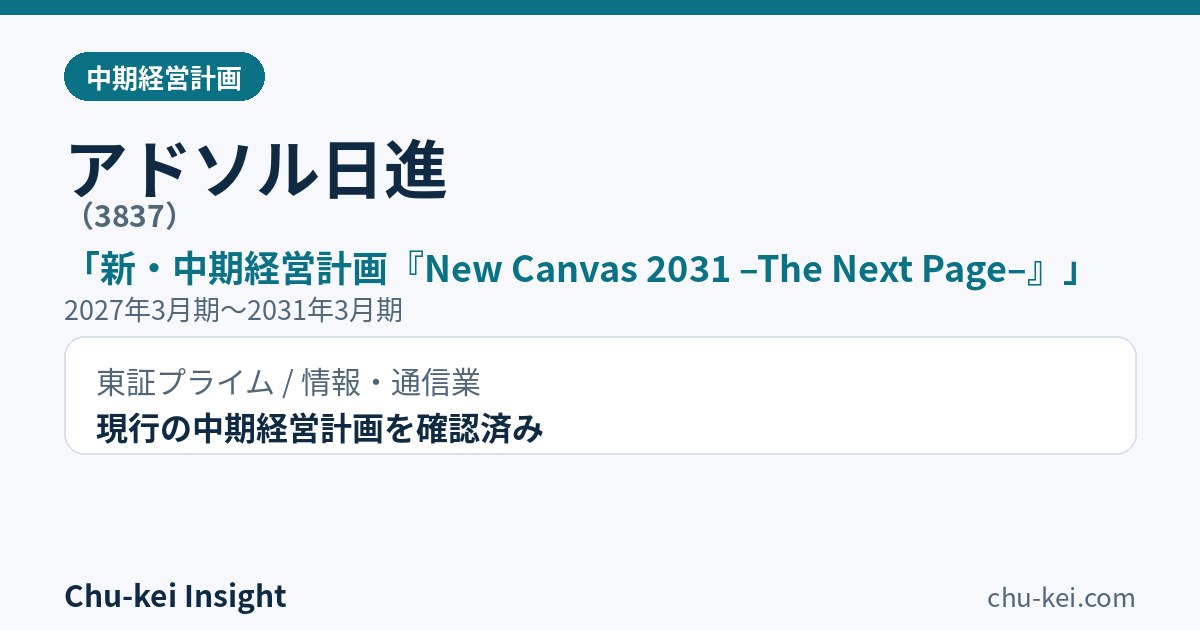 中期経営計画
アドソル日進
（3837）
「新・中期経営計画『New Canvas 2031 –The Next Page–』」
2027年3月期～2031年3月期
東証プライム / 情報・通信業
現行の中期経営計画を確認済み
Chu-kei Insight
chu-kei.com